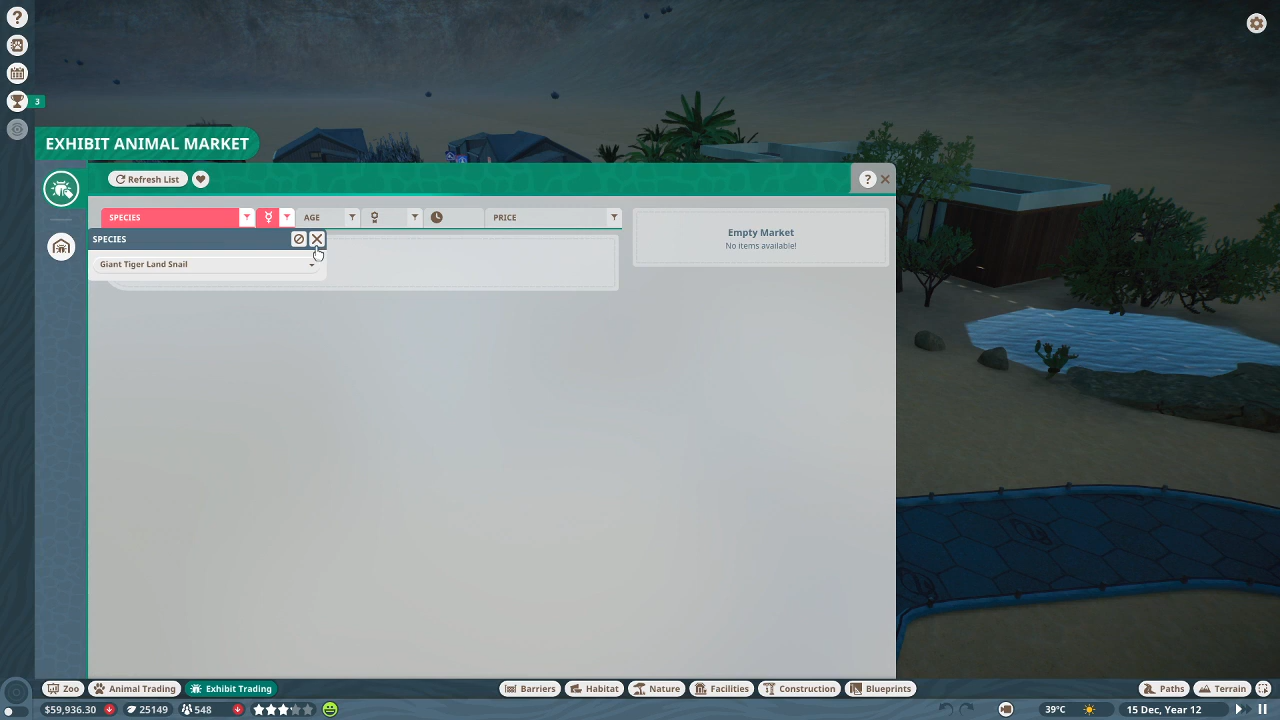 3
EXHIBIT ANIMAL MARKET
Refresh List
?
SPECIES
AGE
PRICE
SPECIES
Giant Tiger Land Snail
Empty Market
No items available!
Zoo
Animal Trading
Exhibit Trading
Barriers
Habitat
Nature
Facilities
Construction
Blueprints
Paths
Terrain
$59,936.30
25149
548
39°C
15 Dec, Year 12